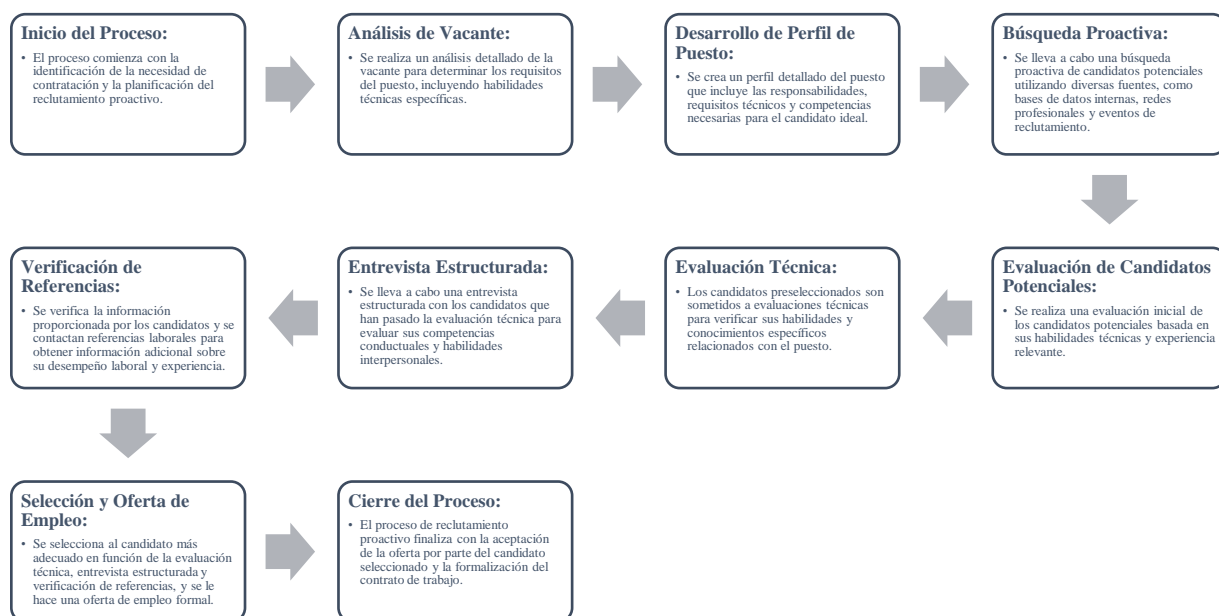 Inicio del Proceso:
• El proceso comienza con la
identificación de la necesidad de
contratación y la planificación del
reclutamiento proactivo.
Análisis de Vacante:
• Se realiza un análisis detallado de la
vacante para determinar los requisitos
del puesto, incluyendo habilidades
técnicas específicas.
Desarrollo de Perfil de
Puesto:
• Se crea un perfil detallado del puesto
que incluye las responsabilidades,
requisitos técnicos y competencias
necesarias para el candidato ideal.
Búsqueda Proactiva:
• Se lleva a cabo una búsqueda
proactiva de candidatos potenciales
utilizando diversas fuentes, como
bases de datos internas, redes
profesionales y eventos de
reclutamiento.
Evaluación de Candidatos
Potenciales:
• Se realiza una evaluación inicial de
los candidatos potenciales basada en
sus habilidades técnicas y experiencia
relevante.
Evaluación Técnica:
• Los candidatos preseleccionados son
sometidos a evaluaciones técnicas
para verificar sus habilidades y
conocimientos específicos
relacionados con el puesto.
Entrevista Estructurada:
• Se lleva a cabo una entrevista
estructurada con los candidatos que
han pasado la evaluación técnica para
evaluar sus competencias
conductuales y habilidades
interpersonales.
Verificación de
Referencias:
• Se verifica la información
proporcionada por los candidatos y se
contactan referencias laborales para
obtener información adicional sobre
su desempeño laboral y experiencia.
Selección y Oferta de
Empleo:
• Se selecciona al candidato más
adecuado en función de la evaluación
técnica, entrevista estructurada y
verificación de referencias, y se le
hace una oferta de empleo formal.
Cierre del Proceso:
• El proceso de reclutamiento
proactivo finaliza con la aceptación
de la oferta por parte del candidato
seleccionado y la formalización del
contrato de trabajo.